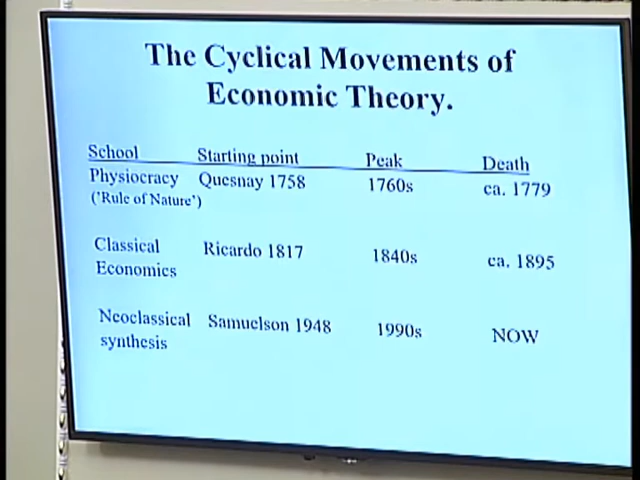 The Cyclical Movements of
Economic Theory.
School Starting point Peak Death
Physiocracy Quesnay 1758 1760s ca. 1779
('Rule of Nature')
Classical Ricardo 1817 1840s ca. 1895
Economics
Neoclassical Samuelson 1948 1990s NOW
synthesis